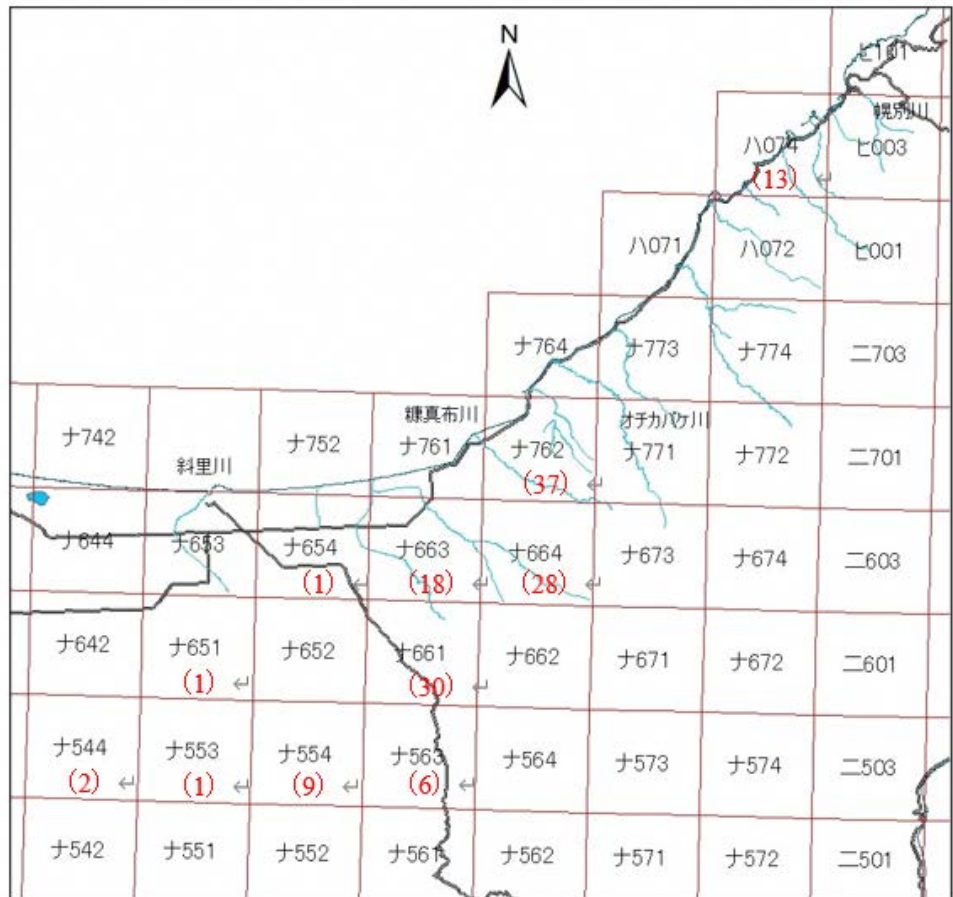 N
ヒ101
幌別川
ハ074
(13)
ヒ003
ハ071
ハ072
ヒ001
ナ764
ナ773
ナ774
ニ703
糠真布川
オチカバケ川
ナ742
斜里川
ナ752
ナ761
ナ762
(37)
ナ771
ナ772
ニ701
ナ644
ナ653
ナ654
(1)
ナ663
(18)
ナ664
(28)
ナ673
ナ674
ニ603
ナ642
ナ651
(1)
ナ652
ナ661
(30)
ナ662
ナ671
ナ672
ニ601
ナ544
(2)
ナ553
(1)
ナ554
(9)
ナ563
(6)
ナ564
ナ573
ナ574
ニ503
ナ542
ナ551
ナ552
ナ561
ナ562
ナ571
ナ572
ニ501